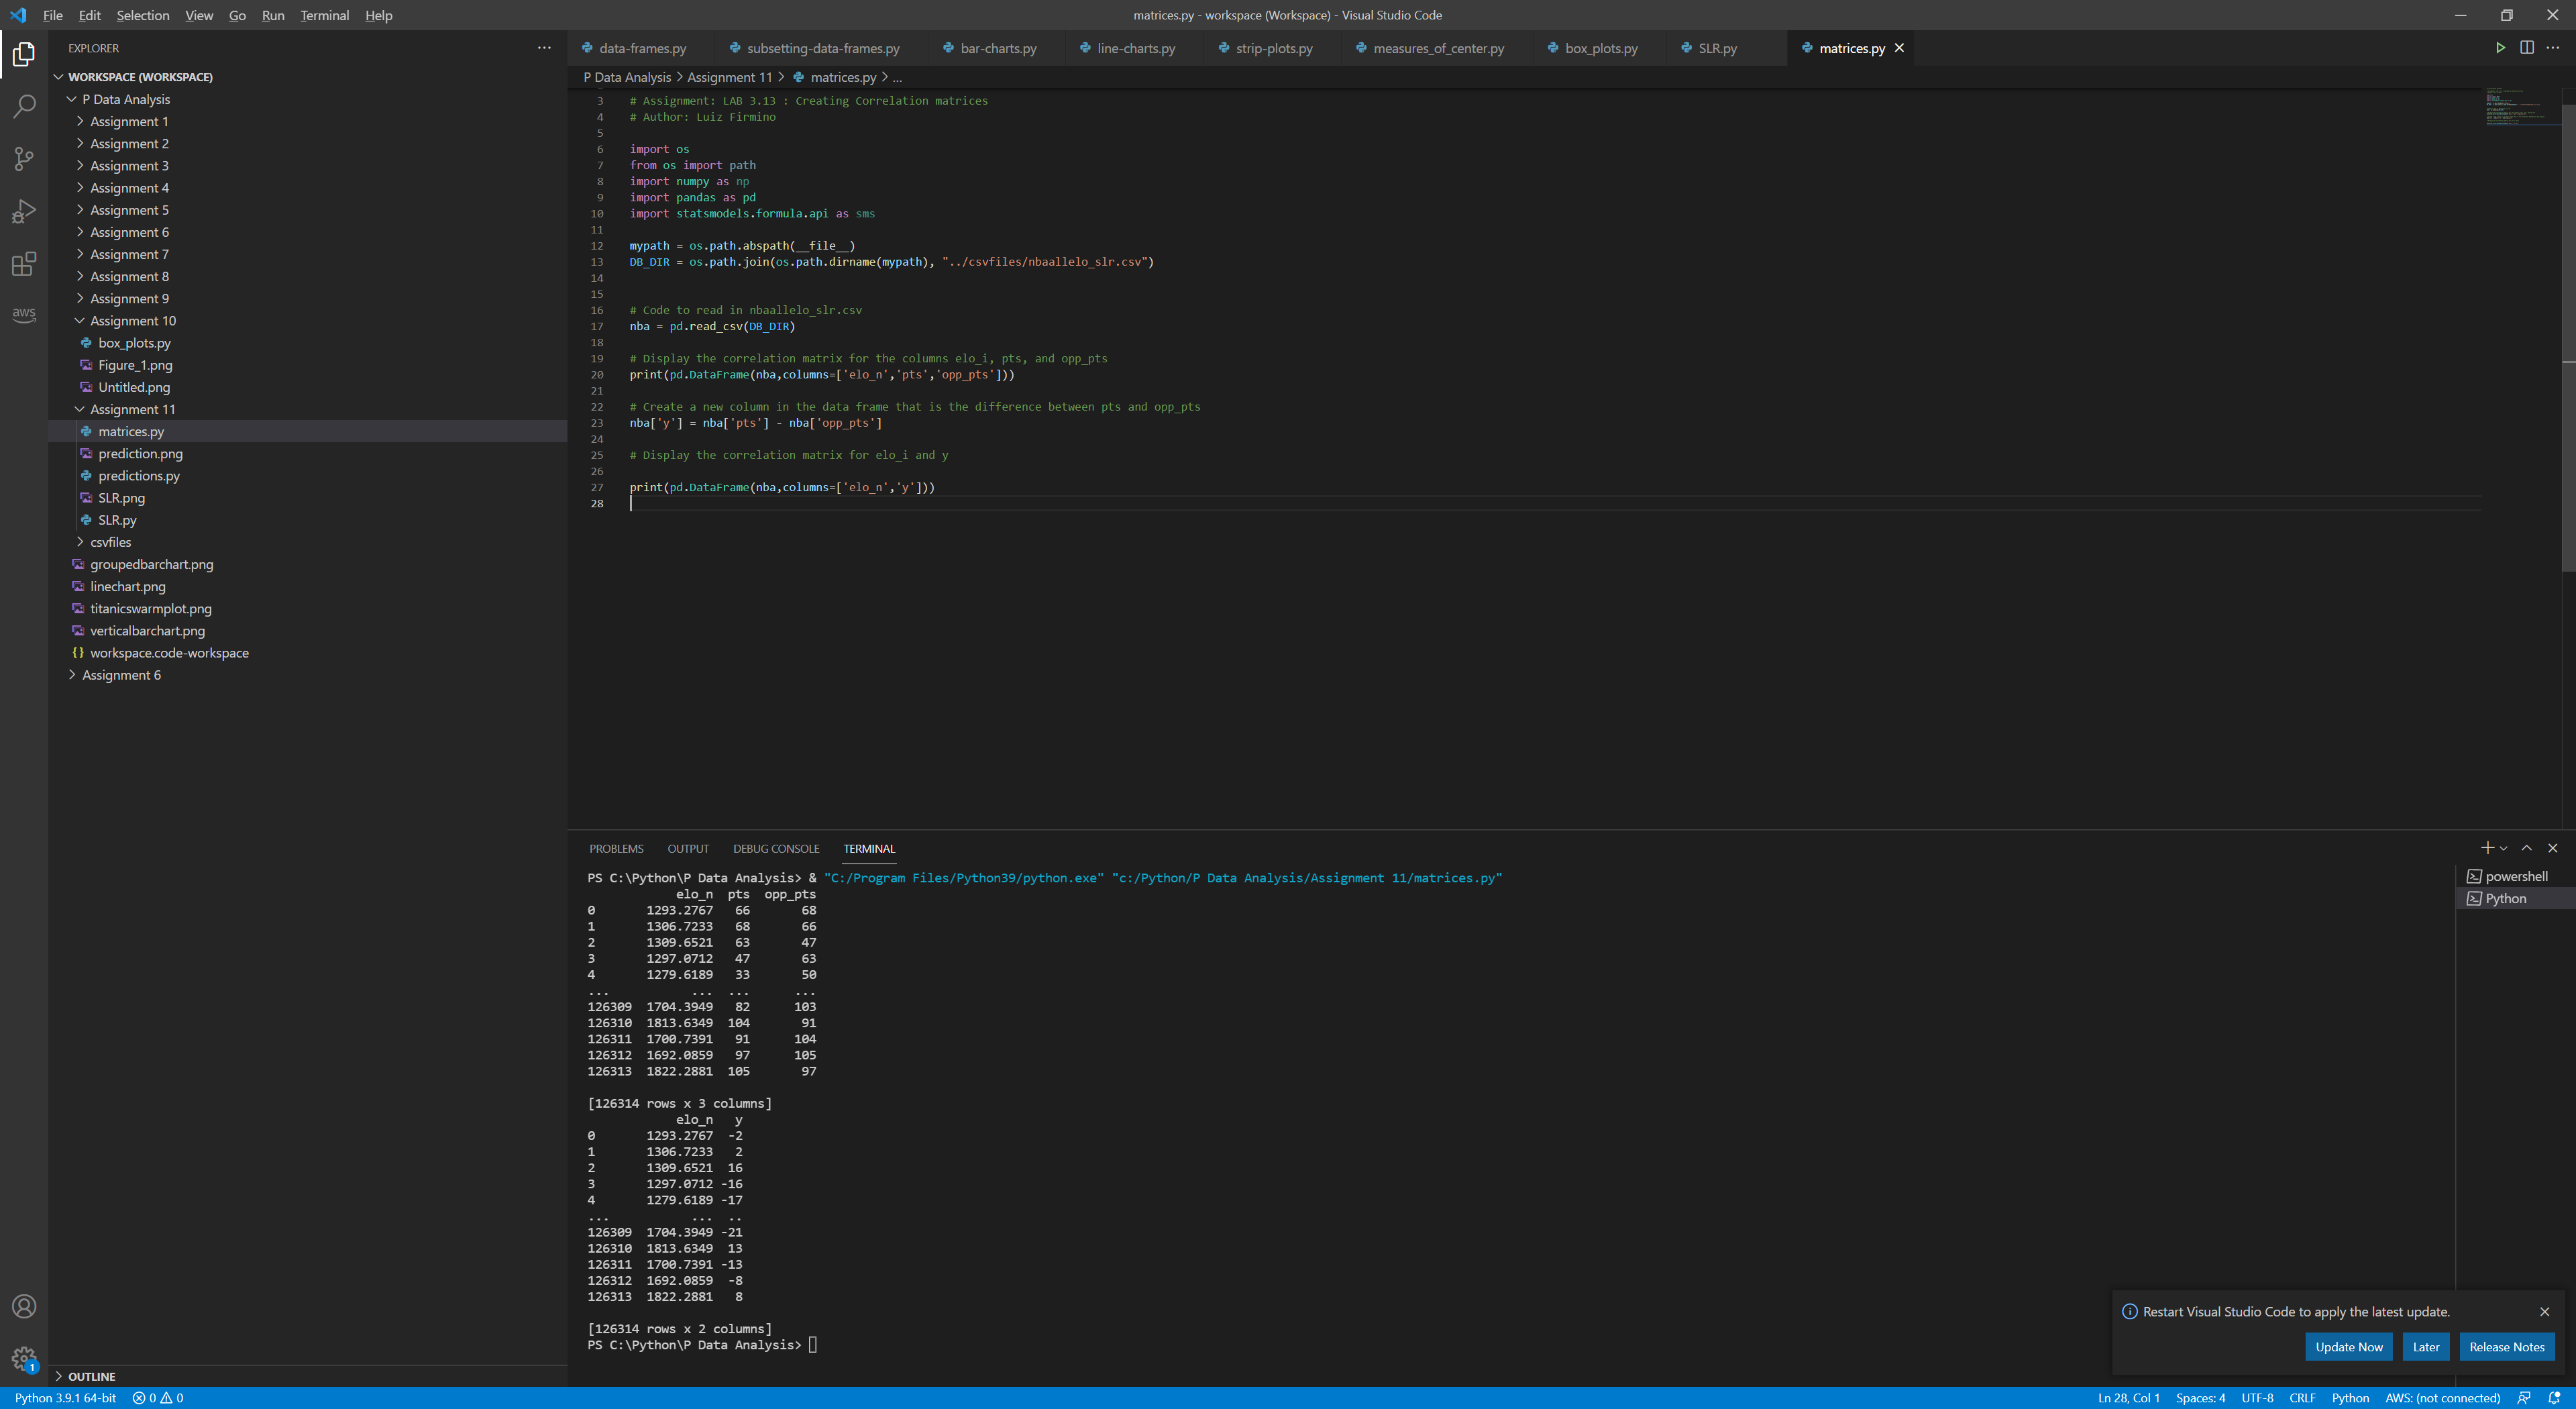 File Edit Selection View Go Run Terminal Help
matrices.py - workspace (Workspace) - Visual Studio Code
EXPLORER
WORKSPACE (WORKSPACE)
P Data Analysis
Assignment 1
Assignment 2
Assignment 3
Assignment 4
Assignment 5
Assignment 6
Assignment 7
Assignment 8
Assignment 9
Assignment 10
box_plots.py
Figure_1.png
Untitled.png
Assignment 11
matrices.py
prediction.png
predictions.py
SLR.png
SLR.py
csvfiles
groupedbarchart.png
linechart.png
titanicswarmplot.png
verticalbarchart.png
{} workspace.code-workspace
Assignment 6
OUTLINE
aws
1
data-frames.py subsetting-data-frames.py bar-charts.py line-charts.py strip-plots.py measures_of_center.py box_plots.py SLR.py matrices.py
P Data Analysis > Assignment 11 > matrices.py > ...
3 # Assignment: LAB 3.13 : Creating Correlation matrices
4 # Author: Luiz Firmino
5
6 import os
7 from os import path
8 import numpy as np
9 import pandas as pd
10 import statsmodels.formula.api as sms
11
12 mypath = os.path.abspath(__file__)
13 DB_DIR = os.path.join(os.path.dirname(mypath), "../csvfiles/nbaallelo_slr.csv")
14
15
16 # Code to read in nbaallelo_slr.csv
17 nba = pd.read_csv(DB_DIR)
18
19 # Display the correlation matrix for the columns elo_i, pts, and opp_pts
20 print(pd.DataFrame(nba,columns=['elo_n','pts','opp_pts']))
21
22 # Create a new column in the data frame that is the difference between pts and opp_pts
23 nba['y'] = nba['pts'] - nba['opp_pts']
24
25 # Display the correlation matrix for elo_i and y
26
27 print(pd.DataFrame(nba,columns=['elo_n','y']))
28
PROBLEMS OUTPUT DEBUG CONSOLE TERMINAL
PS C:\Python\P Data Analysis> & "C:/Program Files/Python39/python.exe" "c:/Python/P Data Analysis/Assignment 11/matrices.py"
elo_n pts opp_pts
0 1293.2767 66 68
1 1306.7233 68 66
2 1309.6521 63 47
3 1297.0712 47 63
4 1279.6189 33 50
... ... ... ...
126309 1704.3949 82 103
126310 1813.6349 104 91
126311 1700.7391 91 104
126312 1692.0859 97 105
126313 1822.2881 105 97
[126314 rows x 3 columns]
elo_n y
0 1293.2767 -2
1 1306.7233 2
2 1309.6521 16
3 1297.0712 -16
4 1279.6189 -17
... ... ..
126309 1704.3949 -21
126310 1813.6349 13
126311 1700.7391 -13
126312 1692.0859 -8
126313 1822.2881 8
[126314 rows x 2 columns]
PS C:\Python\P Data Analysis>
powershell
Python
Restart Visual Studio Code to apply the latest update.
Update Now Later Release Notes
Python 3.9.1 64-bit 0 0 Ln 28, Col 1 Spaces: 4 UTF-8 CRLF Python AWS: (not connected)